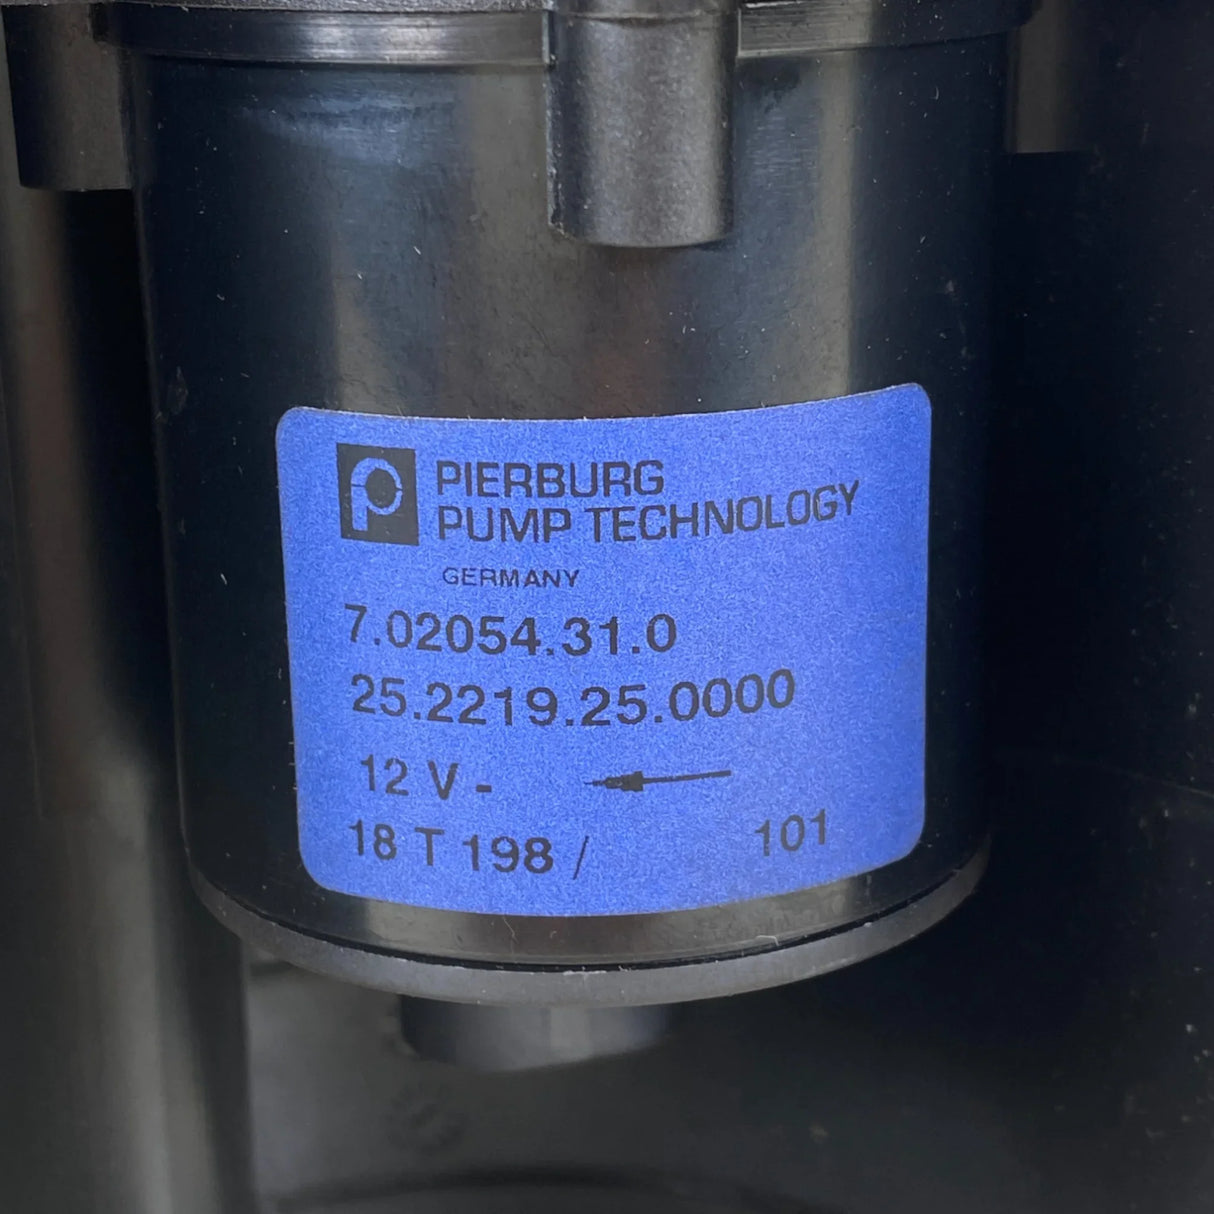 PIERBURG
PUMP TECHNOLOGY
GERMANY
7.02054.31.0
25.2219.25.0000
12 V -
18 T 198 / 101